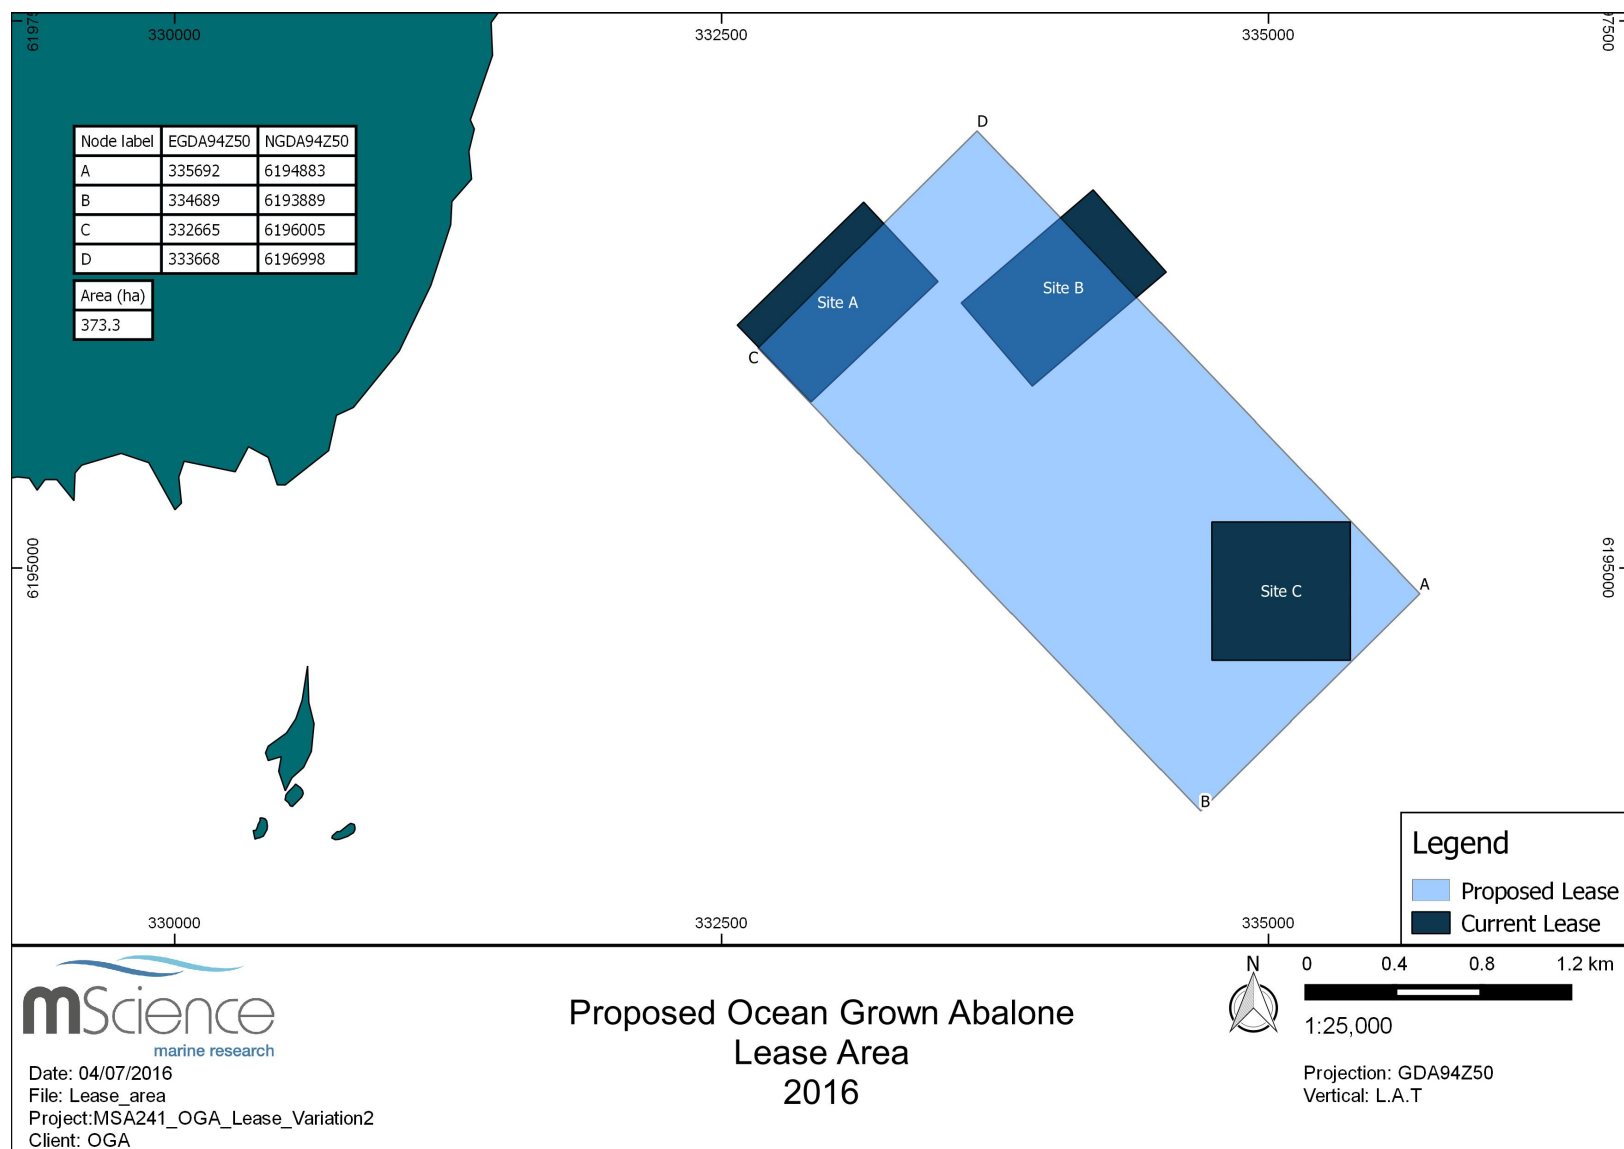 330000
332500
335000
6197500
97500
D
Node label EGDA94Z50 NGDA94Z50
A 335692 6194883
B 334689 6193889
C 332665 6196005
D 333668 6196998
Area (ha)
373.3
Site A
Site B
C
6195000
6195000
Site C
A
B
Legend
Proposed Lease
Current Lease
330000
332500
335000
mScience
marine research
Date: 04/07/2016
File: Lease_area
Project:MSA241_OGA_Lease_Variation2
Client: OGA
Proposed Ocean Grown Abalone
Lease Area
2016
N
0 0.4 0.8 1.2 km
1:25,000
Projection: GDA94Z50
Vertical: L.A.T